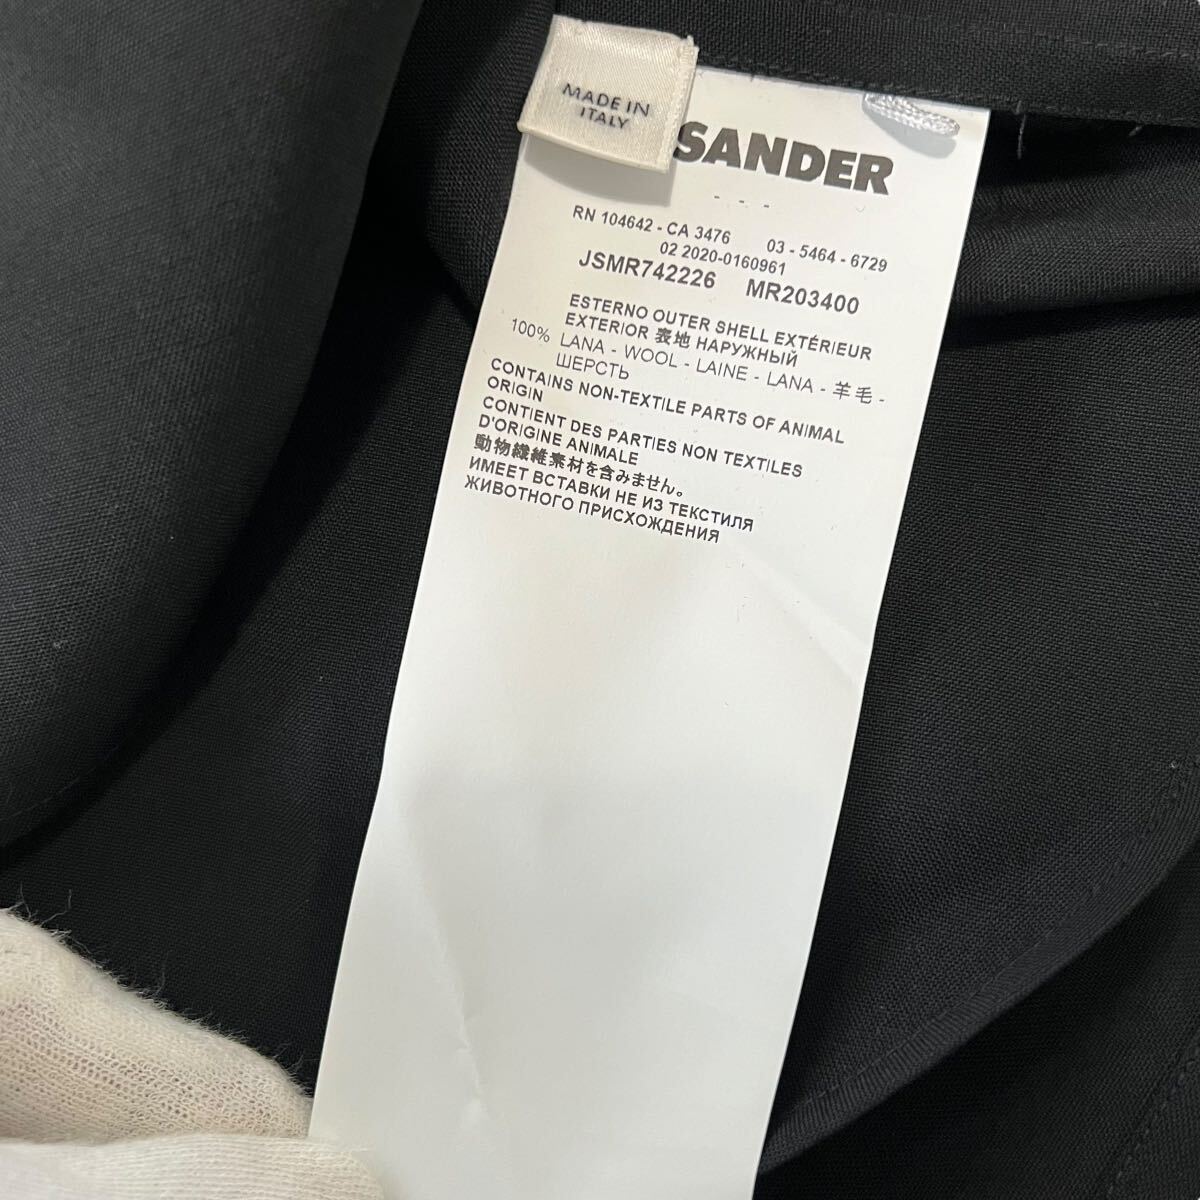 MADE IN
ITALY
SANDER
- - -
RN 104642 - CA 3476 03 - 5464 - 6729
02 2020-0160961
JSMR742226 MR203400
ESTERNO OUTER SHELL EXTÉRIEUR
EXTERIOR 表地 НАРУЖНЫЙ
100% LANA - WOOL - LAINE - LANA - 羊毛 -
ШЕРСТЬ
CONTAINS NON-TEXTILE PARTS OF ANIMAL
ORIGIN
CONTIENT DES PARTIES NON TEXTILES
D'ORIGINE ANIMALE
動物繊維素材を含みません。
ИМЕЕТ ВСТАВКИ НЕ ИЗ ТЕКСТИЛЯ
ЖИВОТНОГО ПРИСХОЖДЕНИЯ